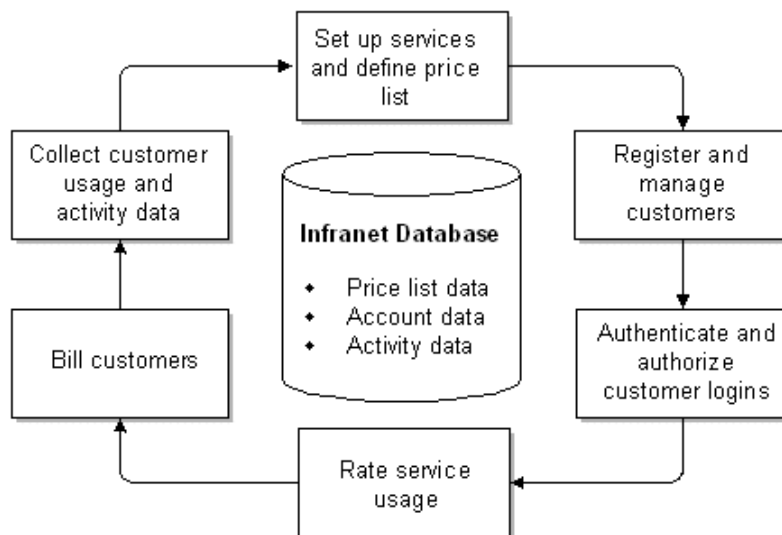 Set up services
and define price
list
Collect customer
usage and
activity data
Register and
manage
customers
Infranet Database
♦ Price list data
♦ Account data
♦ Activity data
Bill customers
Authenticate and
authorize
customer logins
Rate service
usage